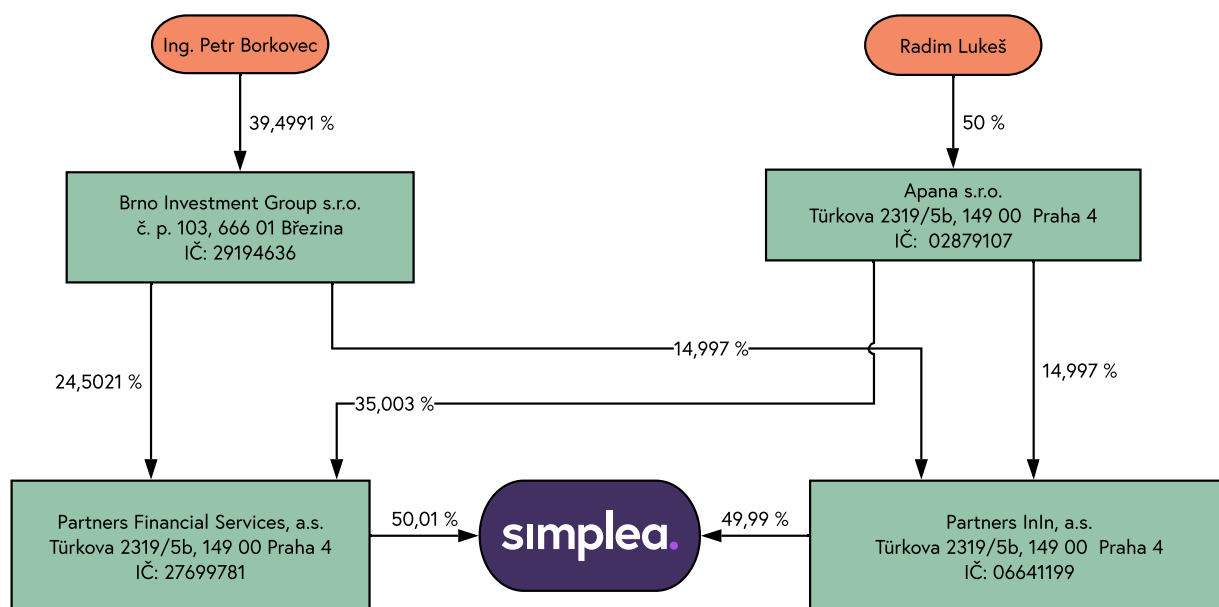 Ing. Petr Borkovec
Radim Lukeš
39,4991 %
50 %
Brno Investment Group s.r.o.
č. p. 103, 666 01 Březina
IČ: 29194636
Apana s.r.o.
Türkova 2319/5b, 149 00  Praha 4
IČ:  02879107
14,997 %
24,5021 %
14,997 %
35,003 %
Partners Financial Services, a.s.
Türkova 2319/5b, 149 00 Praha 4
IČ: 27699781
50,01 %
sımplea.
49,99 %
Partners InIn, a.s.
Türkova 2319/5b, 149 00  Praha 4
IČ: 06641199